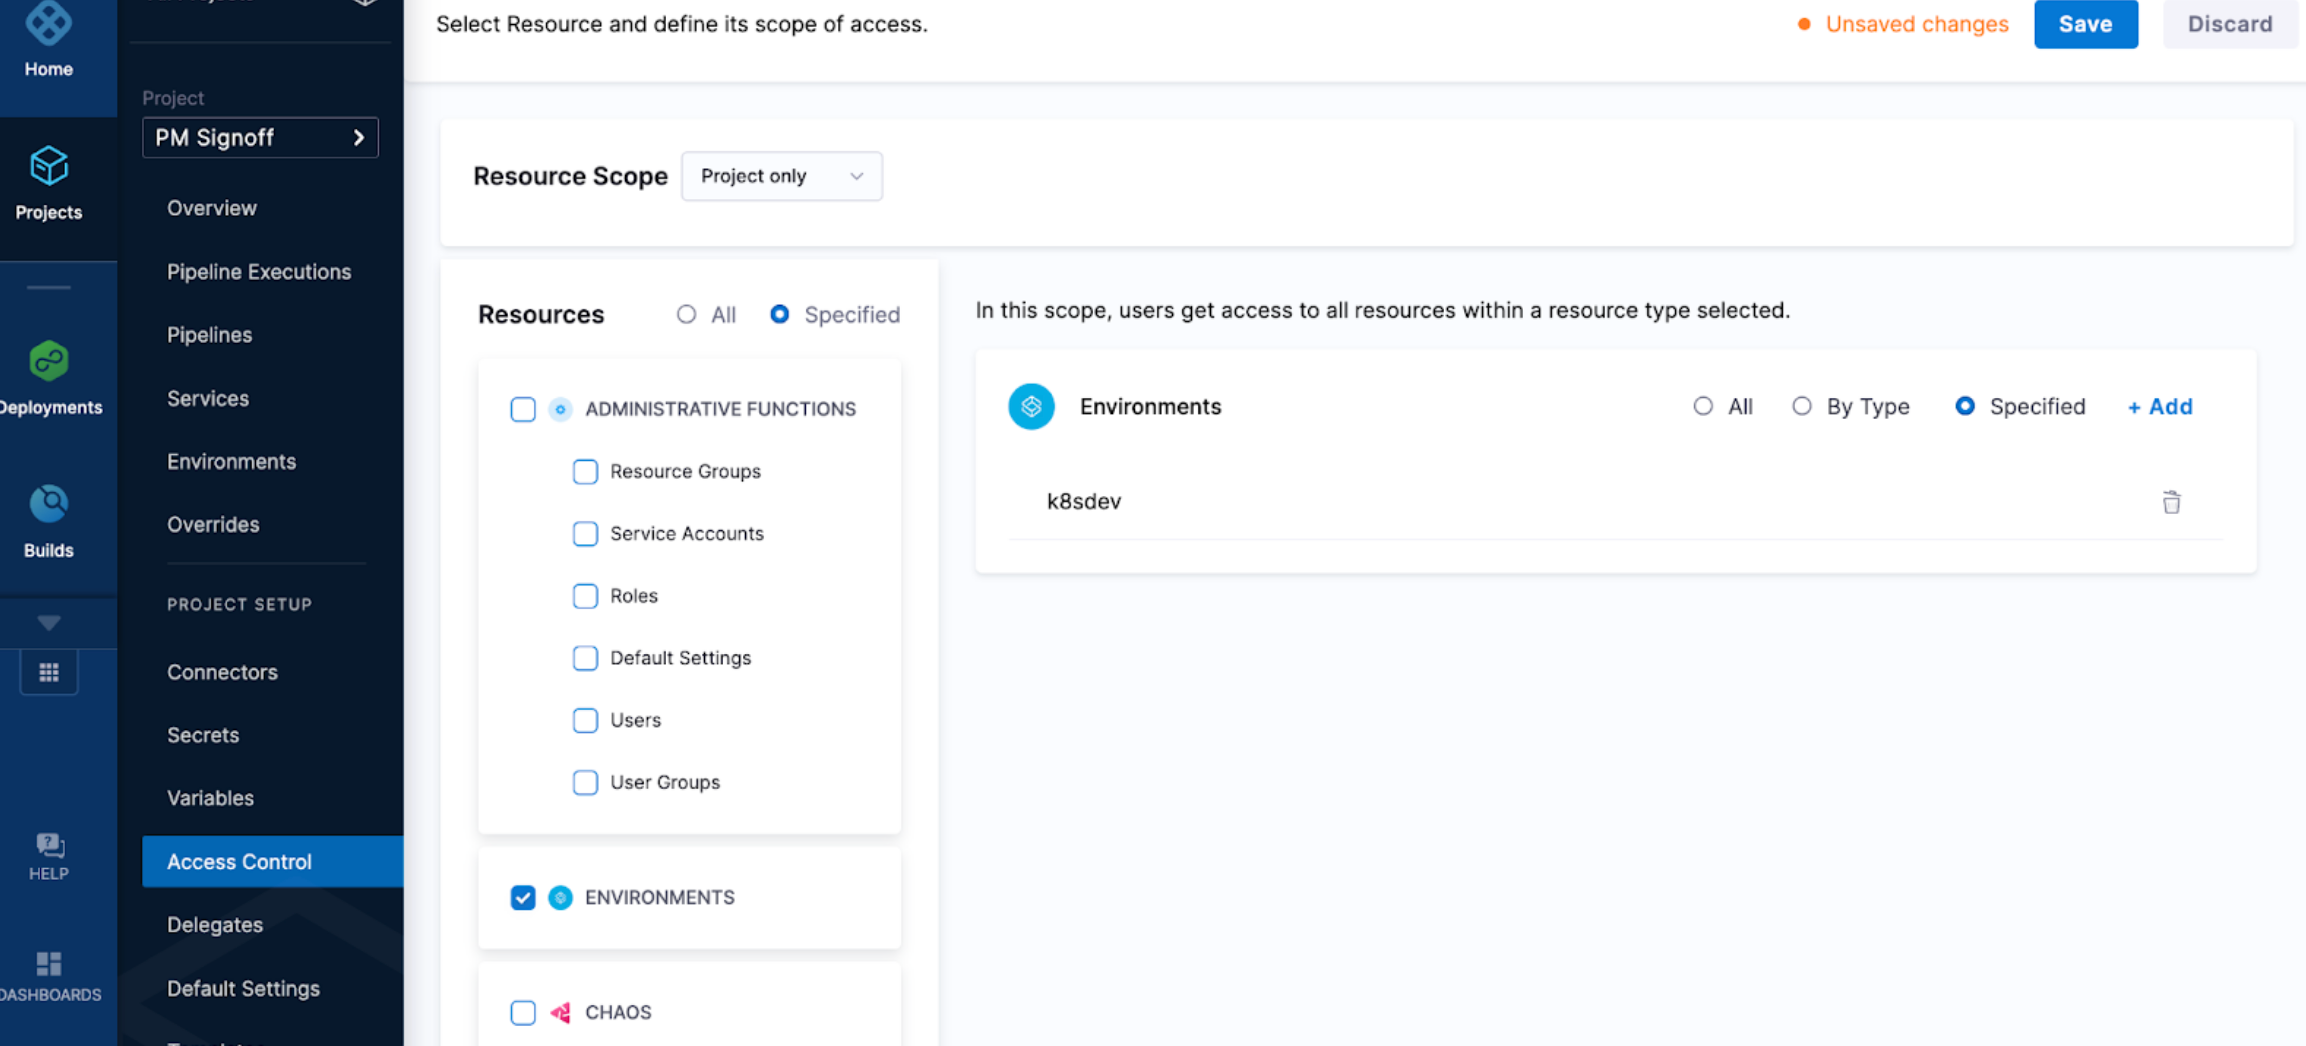 Home
Projects
Deployments
Builds
HELP
DASHBOARDS
Project
PM Signoff
Overview
Pipeline Executions
Pipelines
Services
Environments
Overrides
PROJECT SETUP
Connectors
Secrets
Variables
Access Control
Delegates
Default Settings
Select Resource and define its scope of access.
Unsaved changes
Save
Discard
Resource Scope
Project only
Resources
All
Specified
ADMINISTRATIVE FUNCTIONS
Resource Groups
Service Accounts
Roles
Default Settings
Users
User Groups
ENVIRONMENTS
CHAOS
In this scope, users get access to all resources within a resource type selected.
Environments
All
By Type
Specified
+ Add
k8sdev